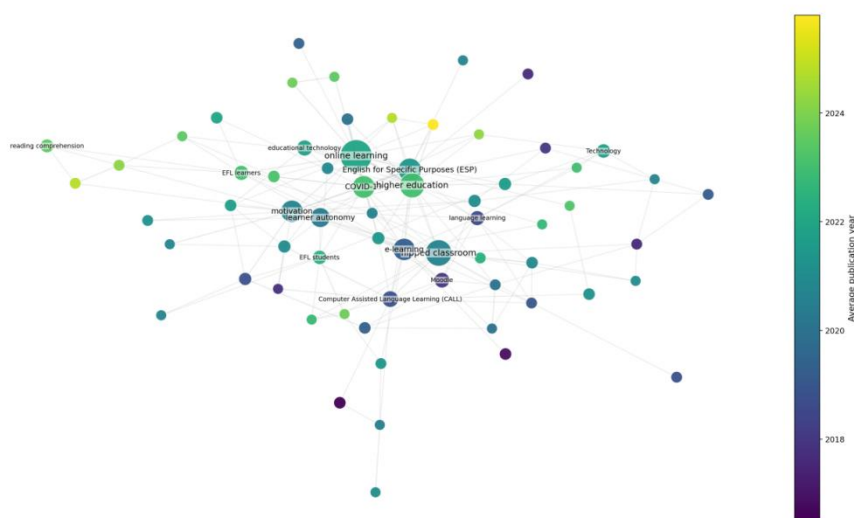 reading comprehension
educational technology
online learning
Technology
English for Specific Purposes (ESP)
EFL learners
COVID-19
higher education
motivation
learner autonomy
language learning
e-learning
flipped classroom
EFL students
Moodle
Computer Assisted Language Learning (CALL)
2024
2022
2020
2018
Average publication year